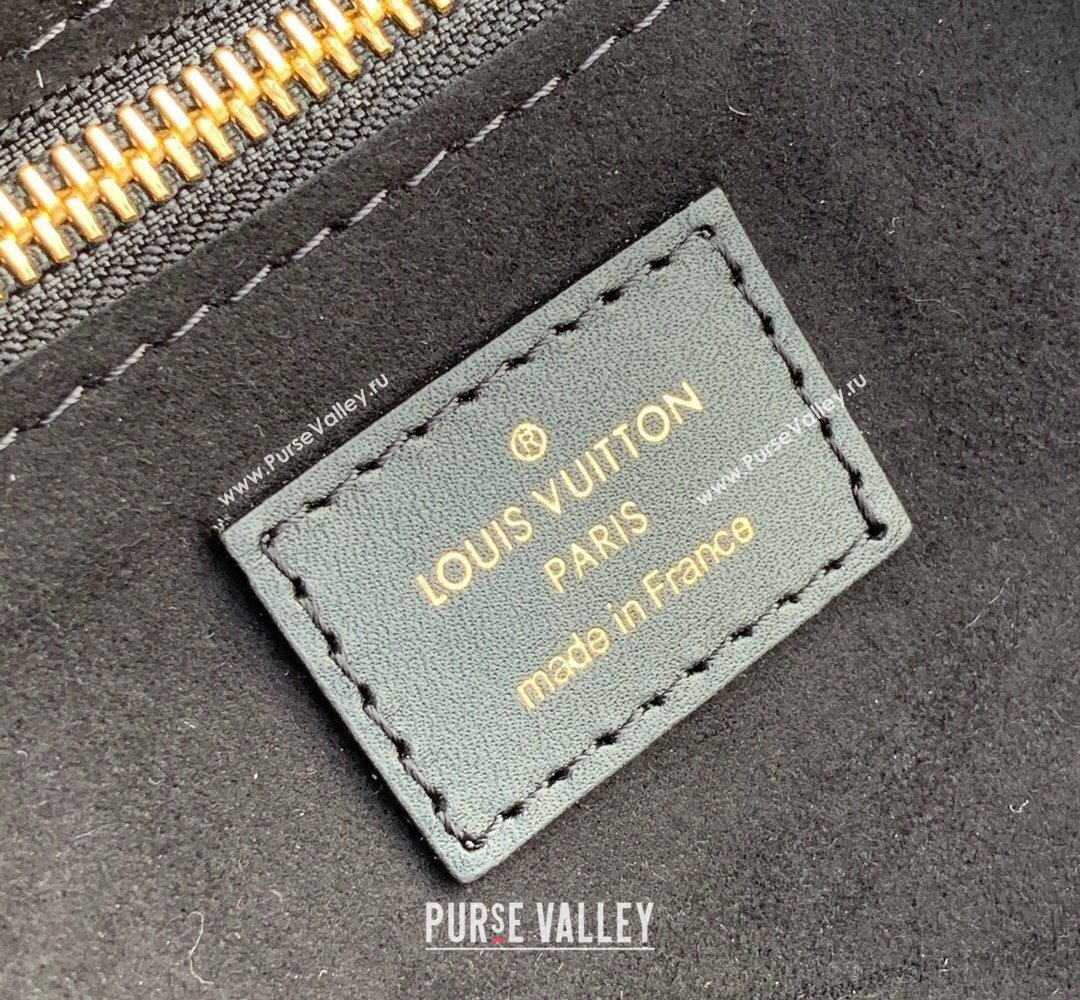 ®
LOUIS VUITTON
PARIS
made in France
www.PurseValley.ru
www.PurseValley.ru
PURSE VALLEY